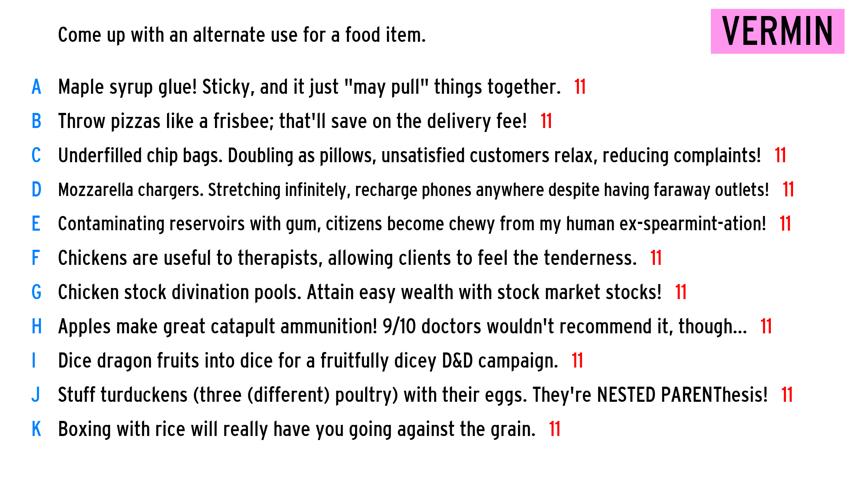 Come up with an alternate use for a food item.
VERMIN
A Maple syrup glue! Sticky, and it just "may pull" things together. 11
B Throw pizzas like a frisbee; that'll save on the delivery fee! 11
C Underfilled chip bags. Doubling as pillows, unsatisfied customers relax, reducing complaints! 11
D Mozzarella chargers. Stretching infinitely, recharge phones anywhere despite having faraway outlets! 11
E Contaminating reservoirs with gum, citizens become chewy from my human ex-spearmint-ation! 11
F Chickens are useful to therapists, allowing clients to feel the tenderness. 11
G Chicken stock divination pools. Attain easy wealth with stock market stocks! 11
H Apples make great catapult ammunition! 9/10 doctors wouldn't recommend it, though... 11
I Dice dragon fruits into dice for a fruitfully dicey D&D campaign. 11
J Stuff turduckens (three (different) poultry) with their eggs. They're NESTED PARENThesis! 11
K Boxing with rice will really have you going against the grain. 11